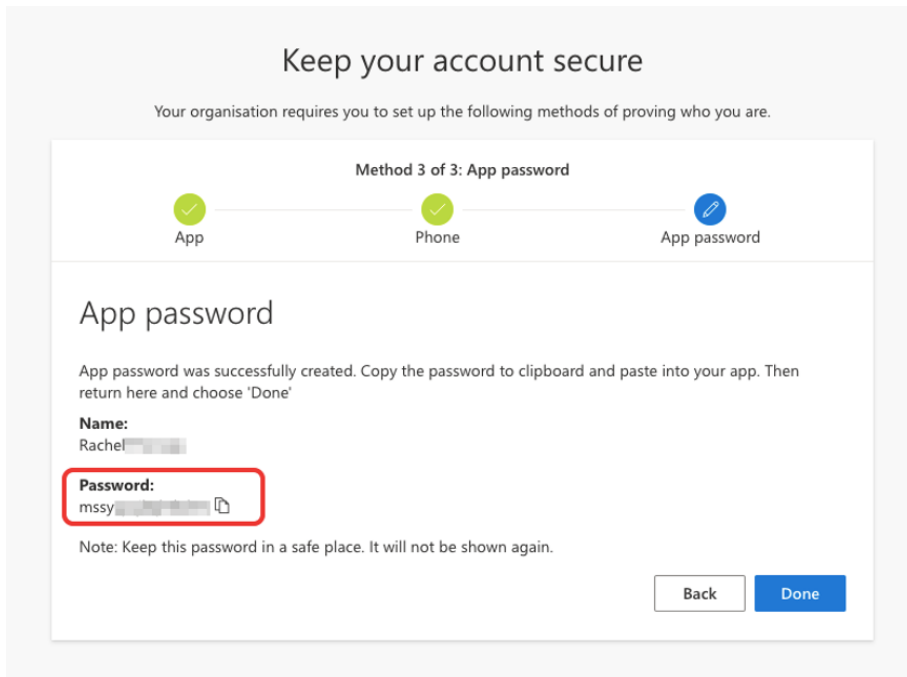 Keep your account secure
Your organisation requires you to set up the following methods of proving who you are.
Method 3 of 3: App password
App
Phone
App password
App password
App password was successfully created. Copy the password to clipboard and paste into your app. Then
return here and choose 'Done'
Name:
Rachel
Password:
mssy
Note: Keep this password in a safe place. It will not be shown again.
Back
Done